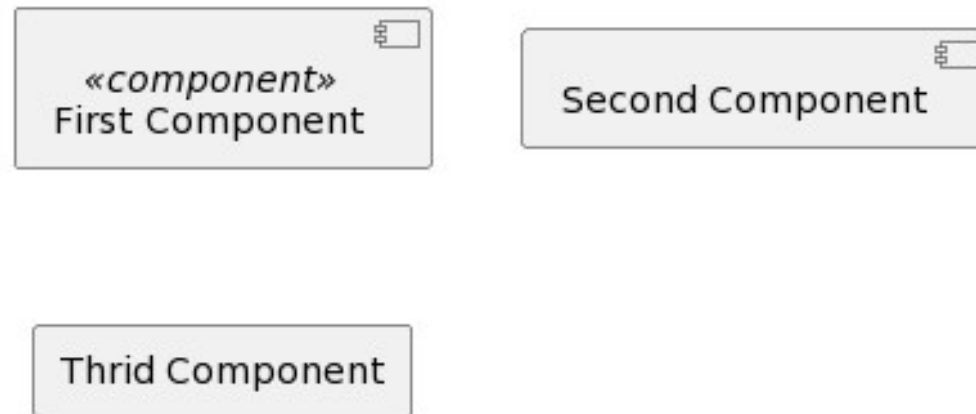 «component»
First Component
Second Component
Thrid Component